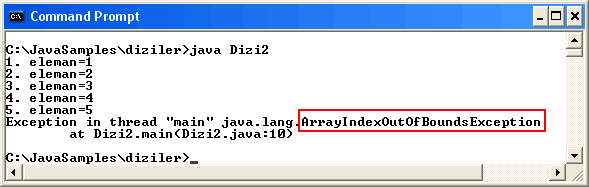 Command Prompt
C:\JavaSamples\diziler>java Dizi2
1. eleman=1
2. eleman=2
3. eleman=3
4. eleman=4
5. eleman=5
Exception in thread "main" java.lang.ArrayIndexOutOfBoundsException
at Dizi2.main(Dizi2.java:10)
C:\JavaSamples\diziler>_